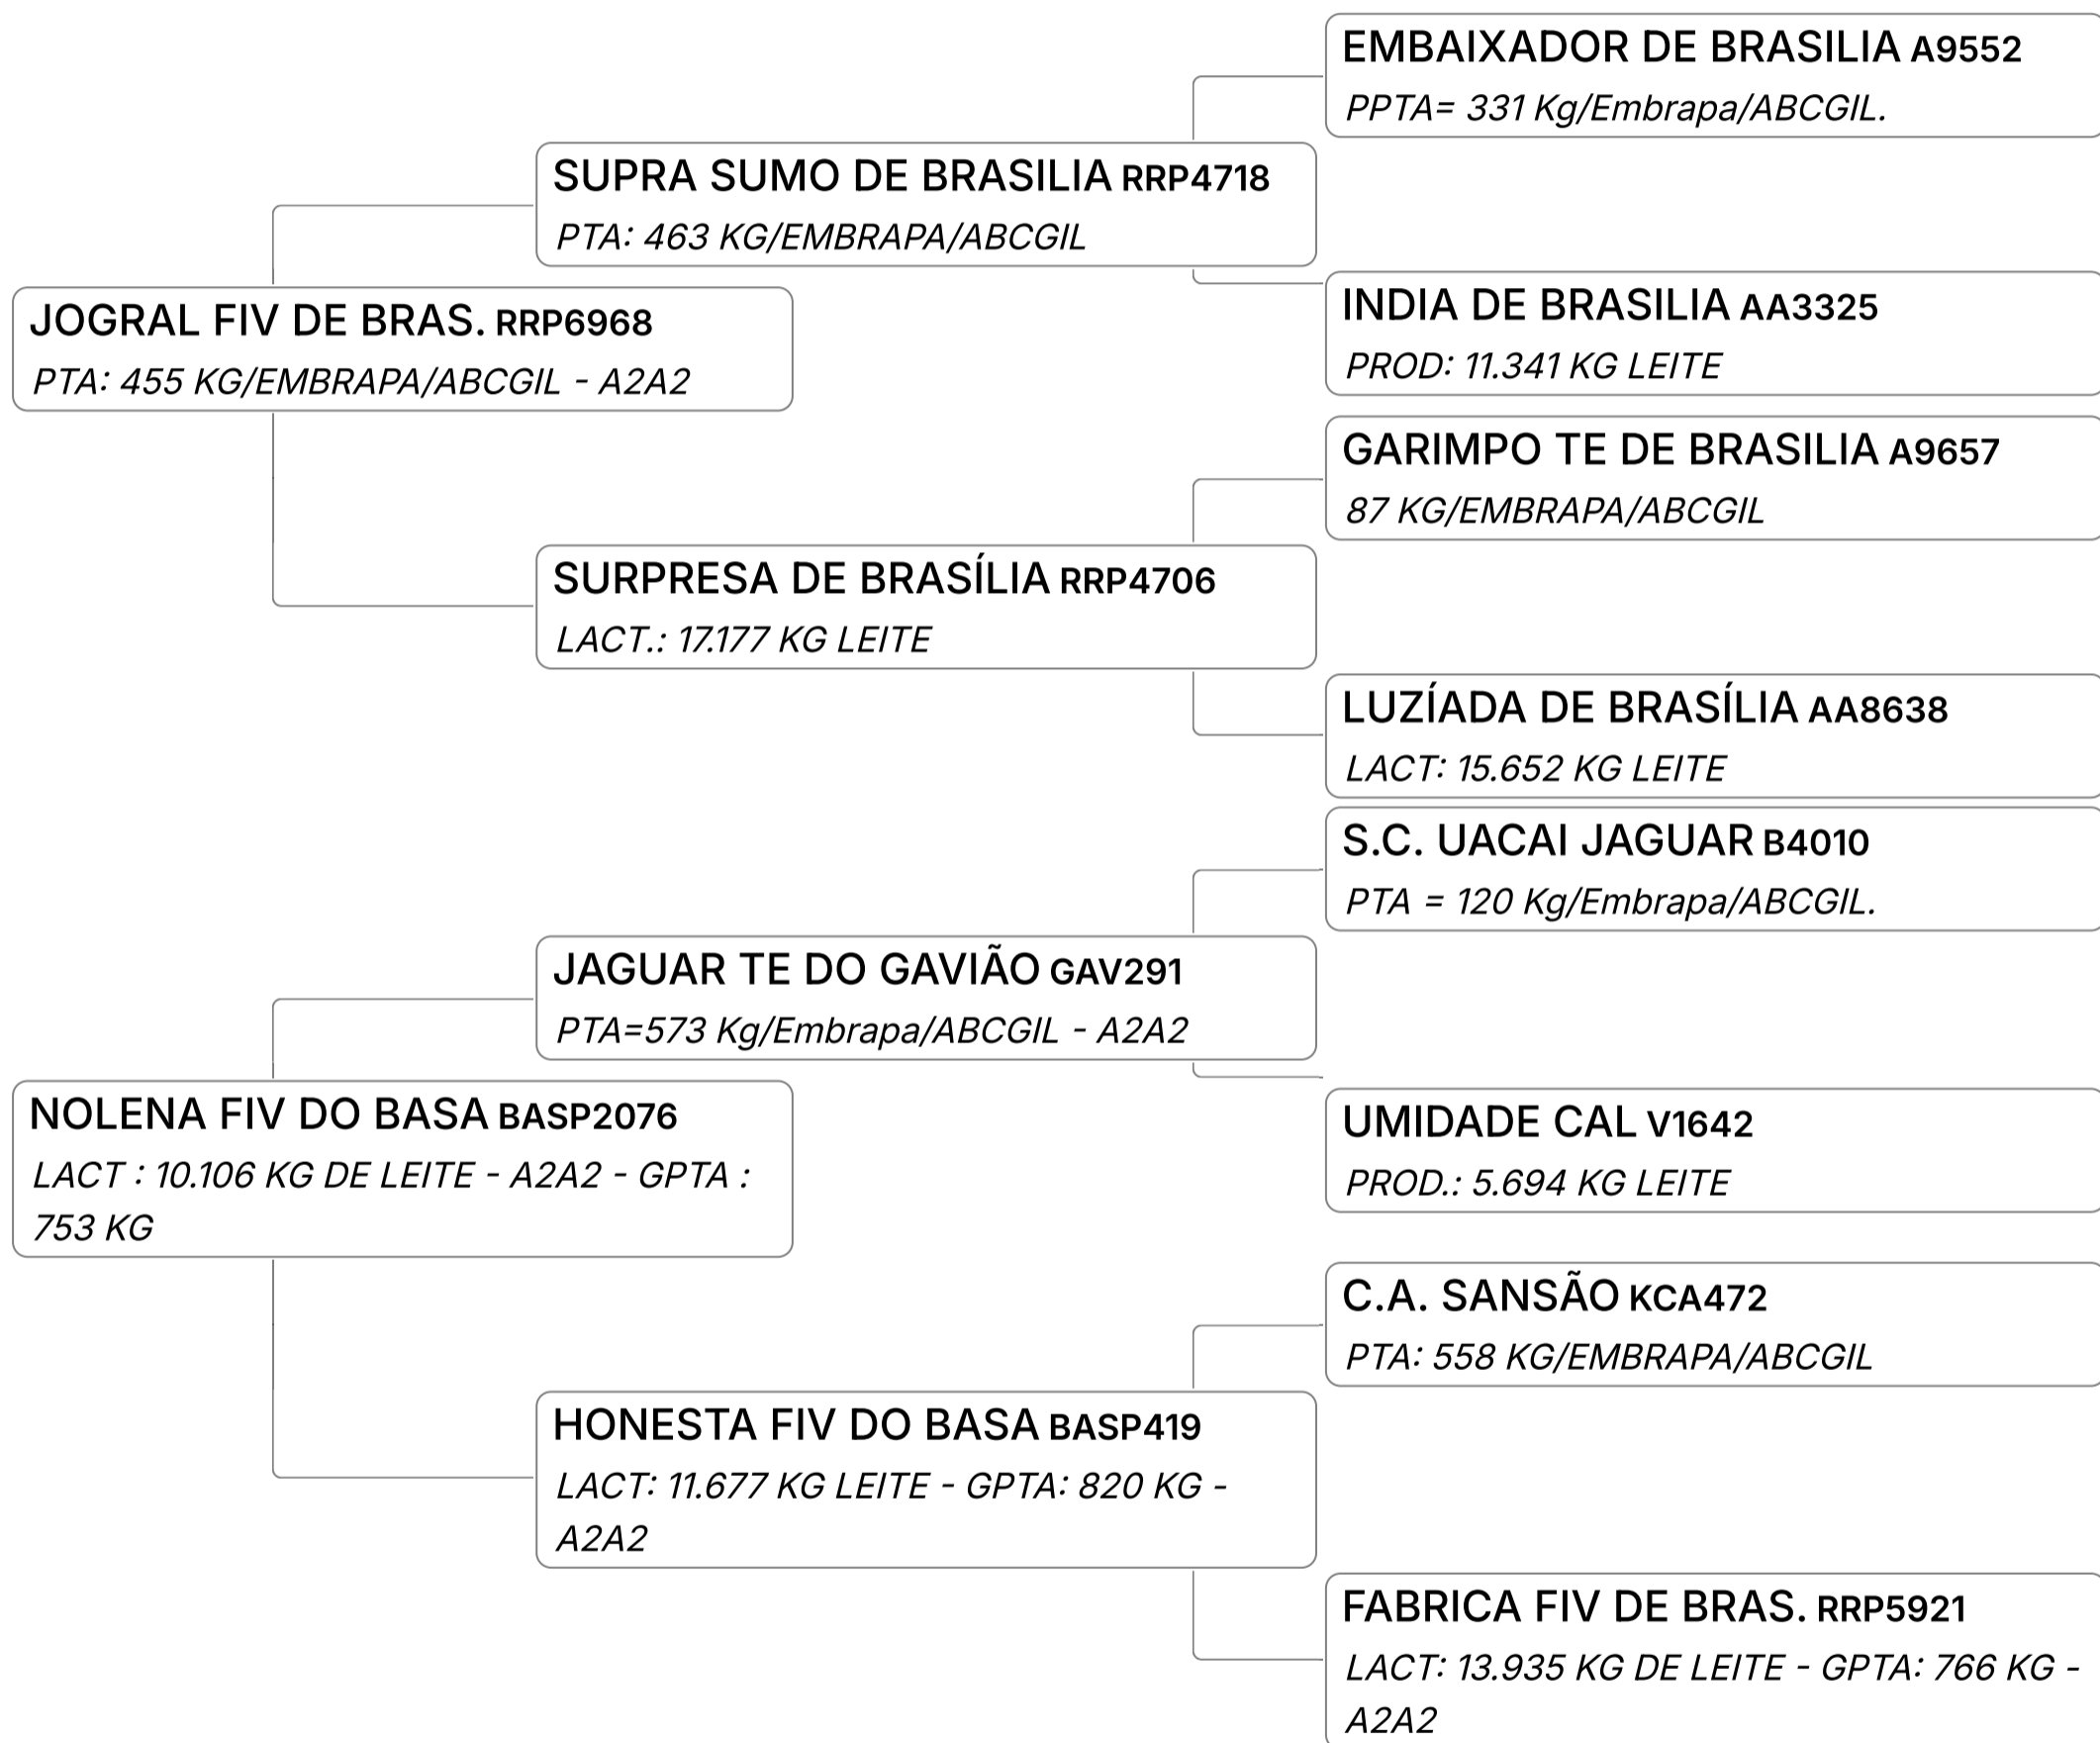 EMBAIXADOR DE BRASILIA A9552
PPTA= 331 Kg/Embrapa/ABCGIL.
SUPRA SUMO DE BRASILIA RRP4718
PTA: 463 KG/EMBRAPA/ABCGIL
INDIA DE BRASILIA AA3325
PROD: 11.341 KG LEITE
JOGRAL FIV DE BRAS. RRP6968
PTA: 455 KG/EMBRAPA/ABCGIL - A2A2
GARIMPO TE DE BRASILIA A9657
87 KG/EMBRAPA/ABCGIL
SURPRESA DE BRASÍLIA RRP4706
LACT.: 17.177 KG LEITE
LUZÍADA DE BRASÍLIA AA8638
LACT: 15.652 KG LEITE
S.C. UACAI JAGUAR B4010
PTA = 120 Kg/Embrapa/ABCGIL.
JAGUAR TE DO GAVIÃO GAV291
PTA=573 Kg/Embrapa/ABCGIL - A2A2
UMIDADE CAL V1642
PROD.: 5.694 KG LEITE
NOLENA FIV DO BASA BASP2076
LACT : 10.106 KG DE LEITE - A2A2 - GPTA :
753 KG
C.A. SANSÃO KCA472
PTA: 558 KG/EMBRAPA/ABCGIL
HONESTA FIV DO BASA BASP419
LACT: 11.677 KG LEITE - GPTA: 820 KG -
A2A2
FABRICA FIV DE BRAS. RRP5921
LACT: 13.935 KG DE LEITE - GPTA: 766 KG -
A2A2